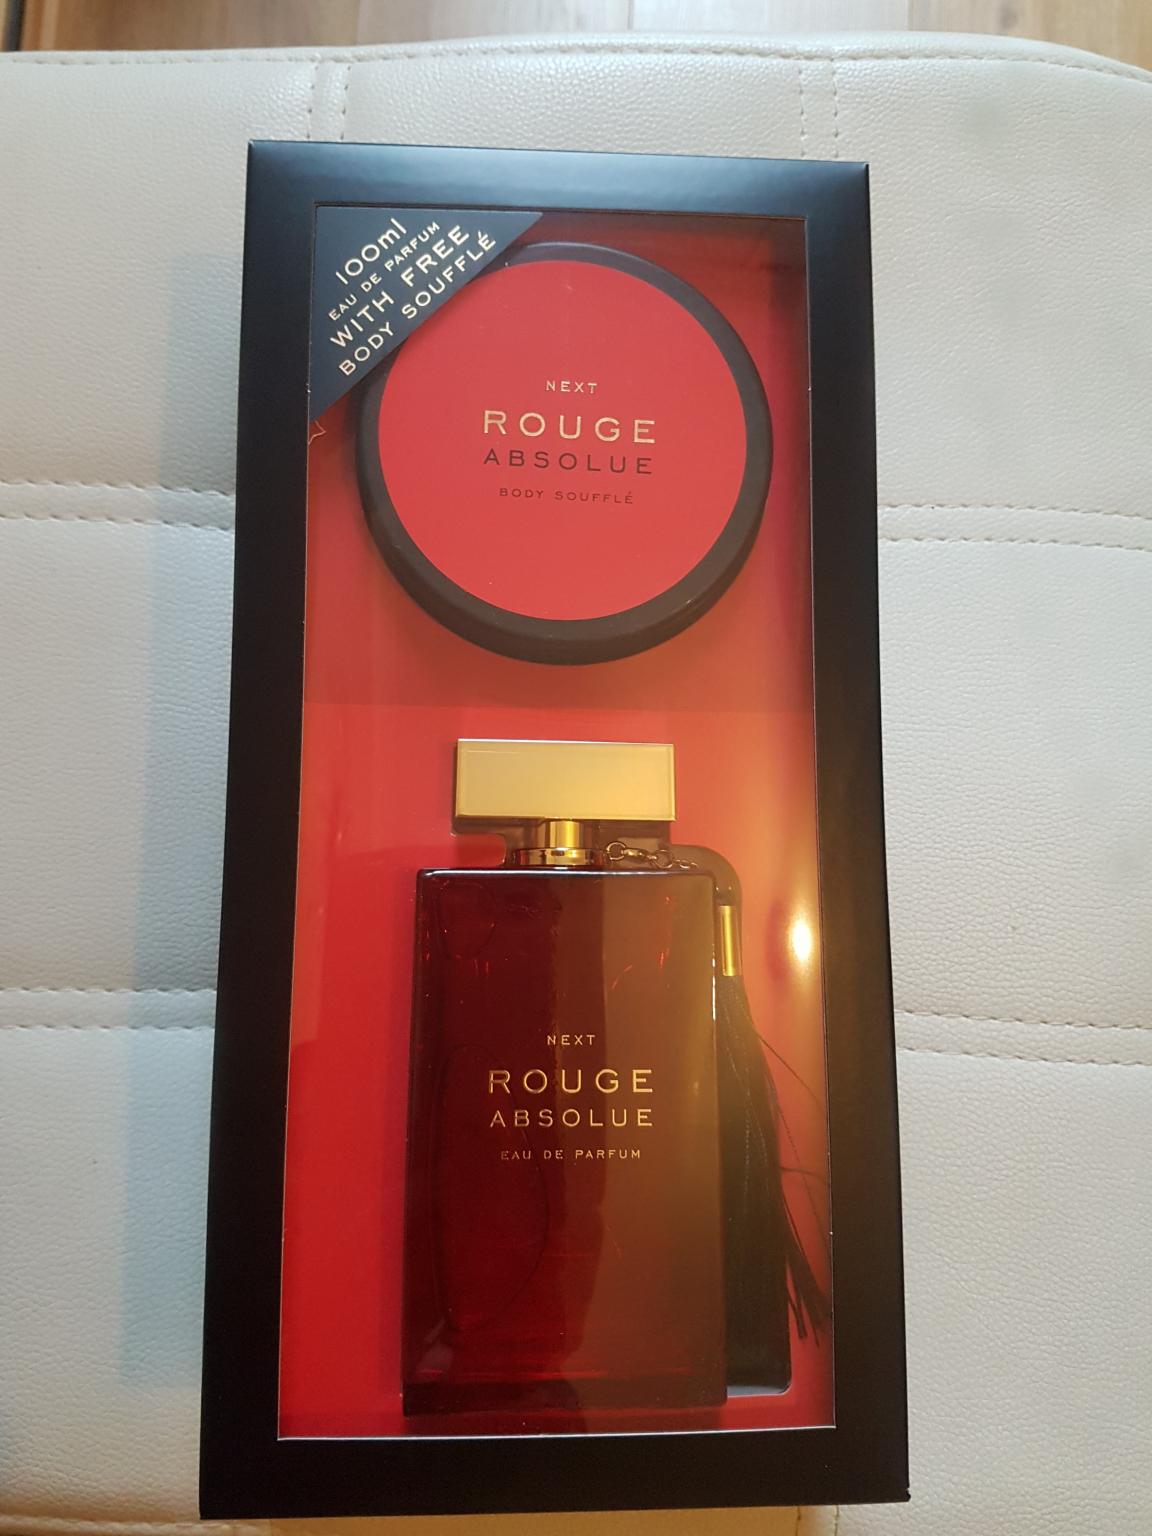 100ml
EAU DE PARFUM
WITH FREE
BODY SOUFFLÉ
NEXT
ROUGE
ABSOLUE
BODY SOUFFLÉ
NEXT
ROUGE
ABSOLUE
EAU DE PARFUM